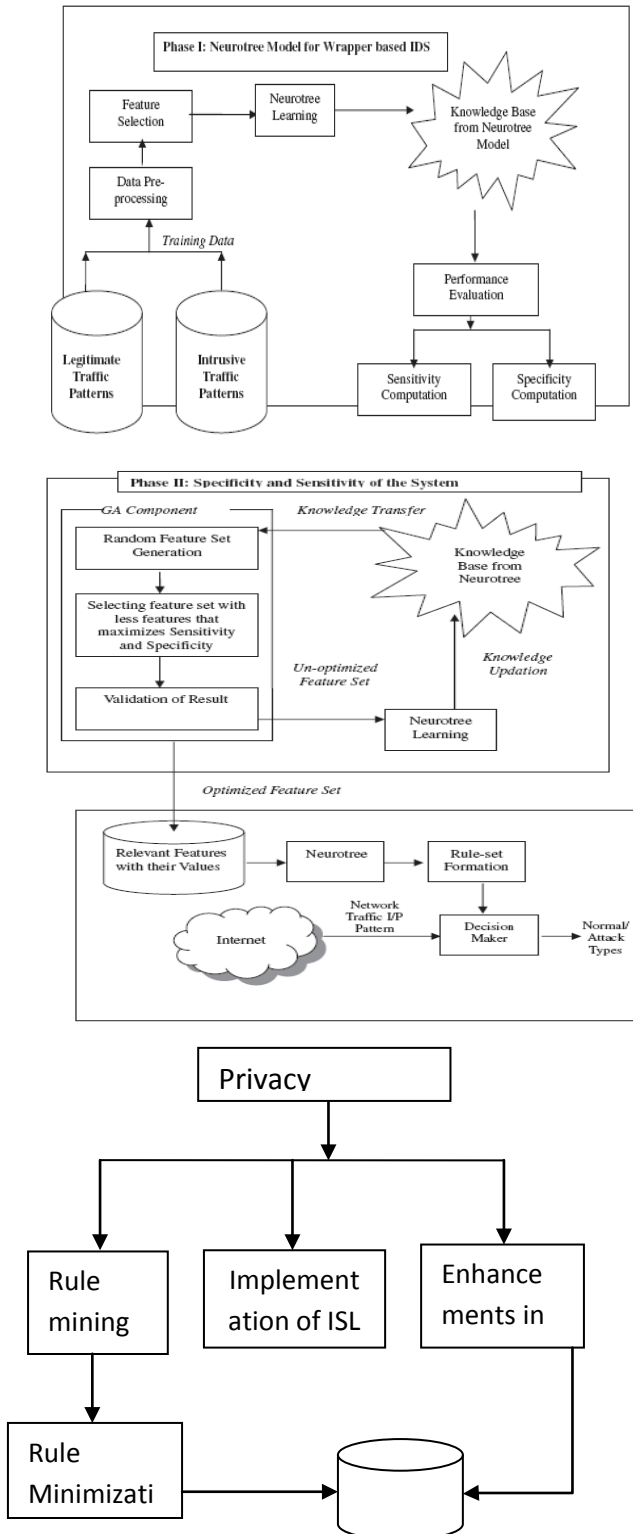 Phase I: Neurotree Model for Wrapper based IDS
Feature
Selection
Neurotree
Learning
Knowledge Base
from Neurotree
Model
Data Pre-
processing
Training Data
Performance
Evaluation
Legitimate
Traffic
Patterns
Intrusive
Traffic
Patterns
Sensitivity
Computation
Specificity
Computation
Phase II: Specificity and Sensitivity of the System
GA Component
Knowledge Transfer
Random Feature Set
Generation
Knowledge
Base from
Neurotree
Selecting feature set with
less features that
maximizes Sensitivity
and Specificity
Un-optimized
Feature Set
Knowledge
Updation
Validation of Result
Neurotree
Learning
Optimized Feature Set
Relevant Features
with their Values
Neurotree
Rule-set
Formation
Internet
Network
Traffic I/P
Pattern
Decision
Maker
Normal/
Attack
Types
Privacy
Rule
mining
Implement
ation of ISL
Enhance
ments in
Rule
Minimizati